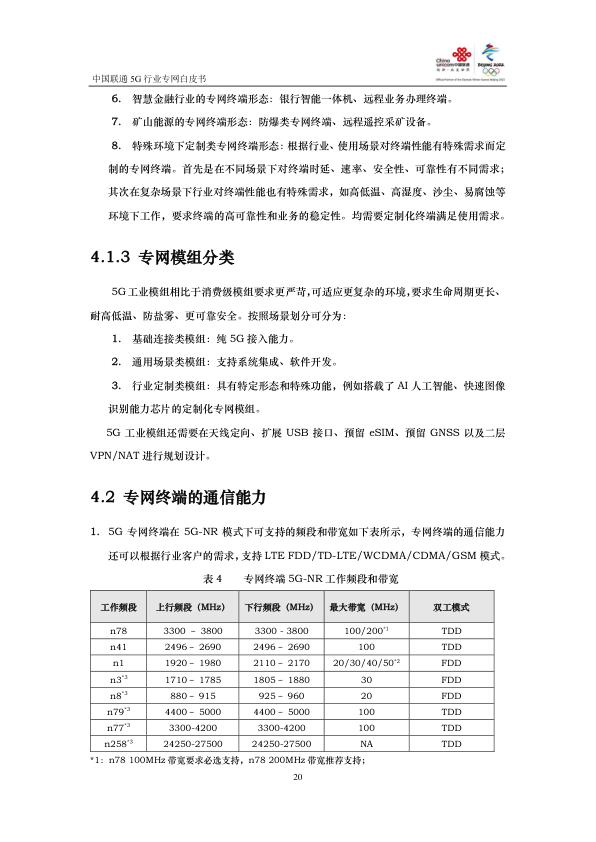 中国联通 5G 行业专网白皮书
China
unicom中国联通
创新·与智慧同行
BEIJING 2022
Official Partner of the Olympic Winter Games Beijing 2022
6. 智慧金融行业的专网终端形态：银行智能一体机、远程业务办理终端。
7. 矿山能源的专网终端形态：防爆类专网终端、远程遥控采矿设备。
8. 特殊环境下定制类专网终端形态：根据行业、使用场景对终端性能有特殊需求而定
制的专网终端。首先是在不同场景下对终端时延、速率、安全性、可靠性有不同需求；
其次在复杂场景下行业对终端性能也有特殊需求，如高低温、高湿度、沙尘、易腐蚀等
环境下工作，要求终端的高可靠性和业务的稳定性。均需要定制化终端满足使用需求。
4.1.3 专网模组分类
5G 工业模组相比于消费级模组要求更严苛，可适应更复杂的环境，要求生命周期更长、
耐高低温、防盐雾、更可靠安全。按照场景划分可分为：
1. 基础连接类模组：纯 5G 接入能力。
2. 通用场景类模组：支持系统集成、软件开发。
3. 行业定制类模组：具有特定形态和特殊功能，例如搭载了 AI 人工智能、快速图像
识别能力芯片的定制化专网模组。
5G 工业模组还需要在天线定向、扩展 USB 接口、预留 eSIM、预留 GNSS 以及二层
VPN/NAT 进行规划设计。
4.2 专网终端的通信能力
1. 5G 专网终端在 5G-NR 模式下可支持的频段和带宽如下表所示，专网终端的通信能力
还可以根据行业客户的需求，支持 LTE FDD/TD-LTE/WCDMA/CDMA/GSM 模式。
表 4 专网终端 5G-NR 工作频段和带宽
工作频段 上行频段（MHz） 下行频段（MHz） 最大带宽（MHz） 双工模式
n78 3300 – 3800 3300 - 3800 100/200*1 TDD
n41 2496 – 2690 2496 – 2690 100 TDD
n1 1920 – 1980 2110 – 2170 20/30/40/50*2 FDD
n3*3 1710 – 1785 1805 – 1880 30 FDD
n8*3 880 – 915 925 – 960 20 FDD
n79*3 4400 – 5000 4400 – 5000 100 TDD
n77*3 3300-4200 3300-4200 100 TDD
n258*3 24250-27500 24250-27500 NA TDD
*1：n78 100MHz 带宽要求必选支持，n78 200MHz 带宽推荐支持；
20